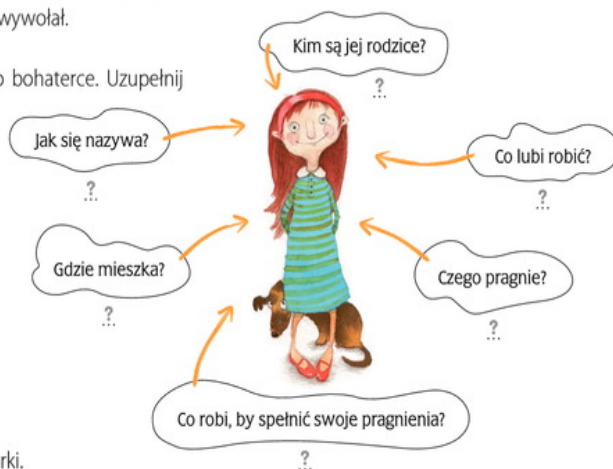 wywołał.
Kim są jej rodzice?
?
o bohaterce. Uzupełnij
Jak się nazywa?
?
Co lubi robić?
?
Gdzie mieszka?
?
Czego pragnie?
?
Co robi, by spełnić swoje pragnienia?
?
rki.